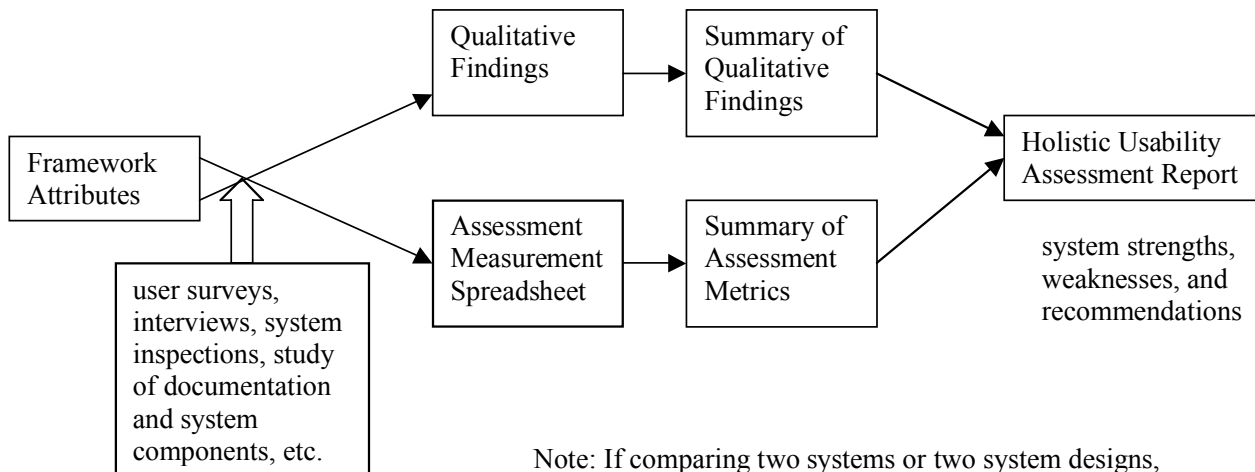 Framework
Attributes
user surveys,
interviews, system
inspections, study
of documentation
and system
components, etc.
Qualitative
Findings
Assessment
Measurement
Spreadsheet
Summary of
Qualitative
Findings
Summary of
Assessment
Metrics
Holistic Usability
Assessment Report
system strengths,
weaknesses, and
recommendations
Note: If comparing two systems or two system designs,